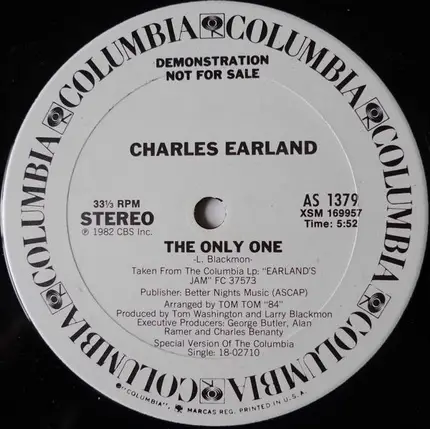 COLUMBIA COLUMBIA COLUMBIA COLUMBIA COLUMBIA COLUMBIA COLUMBIA COLUMBIA
DEMONSTRATION
NOT FOR SALE
CHARLES EARLAND
33⅓ RPM
STEREO
℗ 1982 CBS Inc.
AS 1379
XSM 169957
Time: 5:52
THE ONLY ONE
-L. Blackmon-
Taken From The Columbia Lp: "EARLAND'S
JAM" FC 37573
Publisher: Better Nights Music (ASCAP)
Arranged by TOM TOM "84"
Produced by Tom Washington and Larry Blackmon
Executive Producers: George Butler, Alan
Ramer and Charles Benanty
Special Version Of The Columbia
Single: 18-02710
® "COLUMBIA", MARCAS REG. PRINTED IN U.S.A.